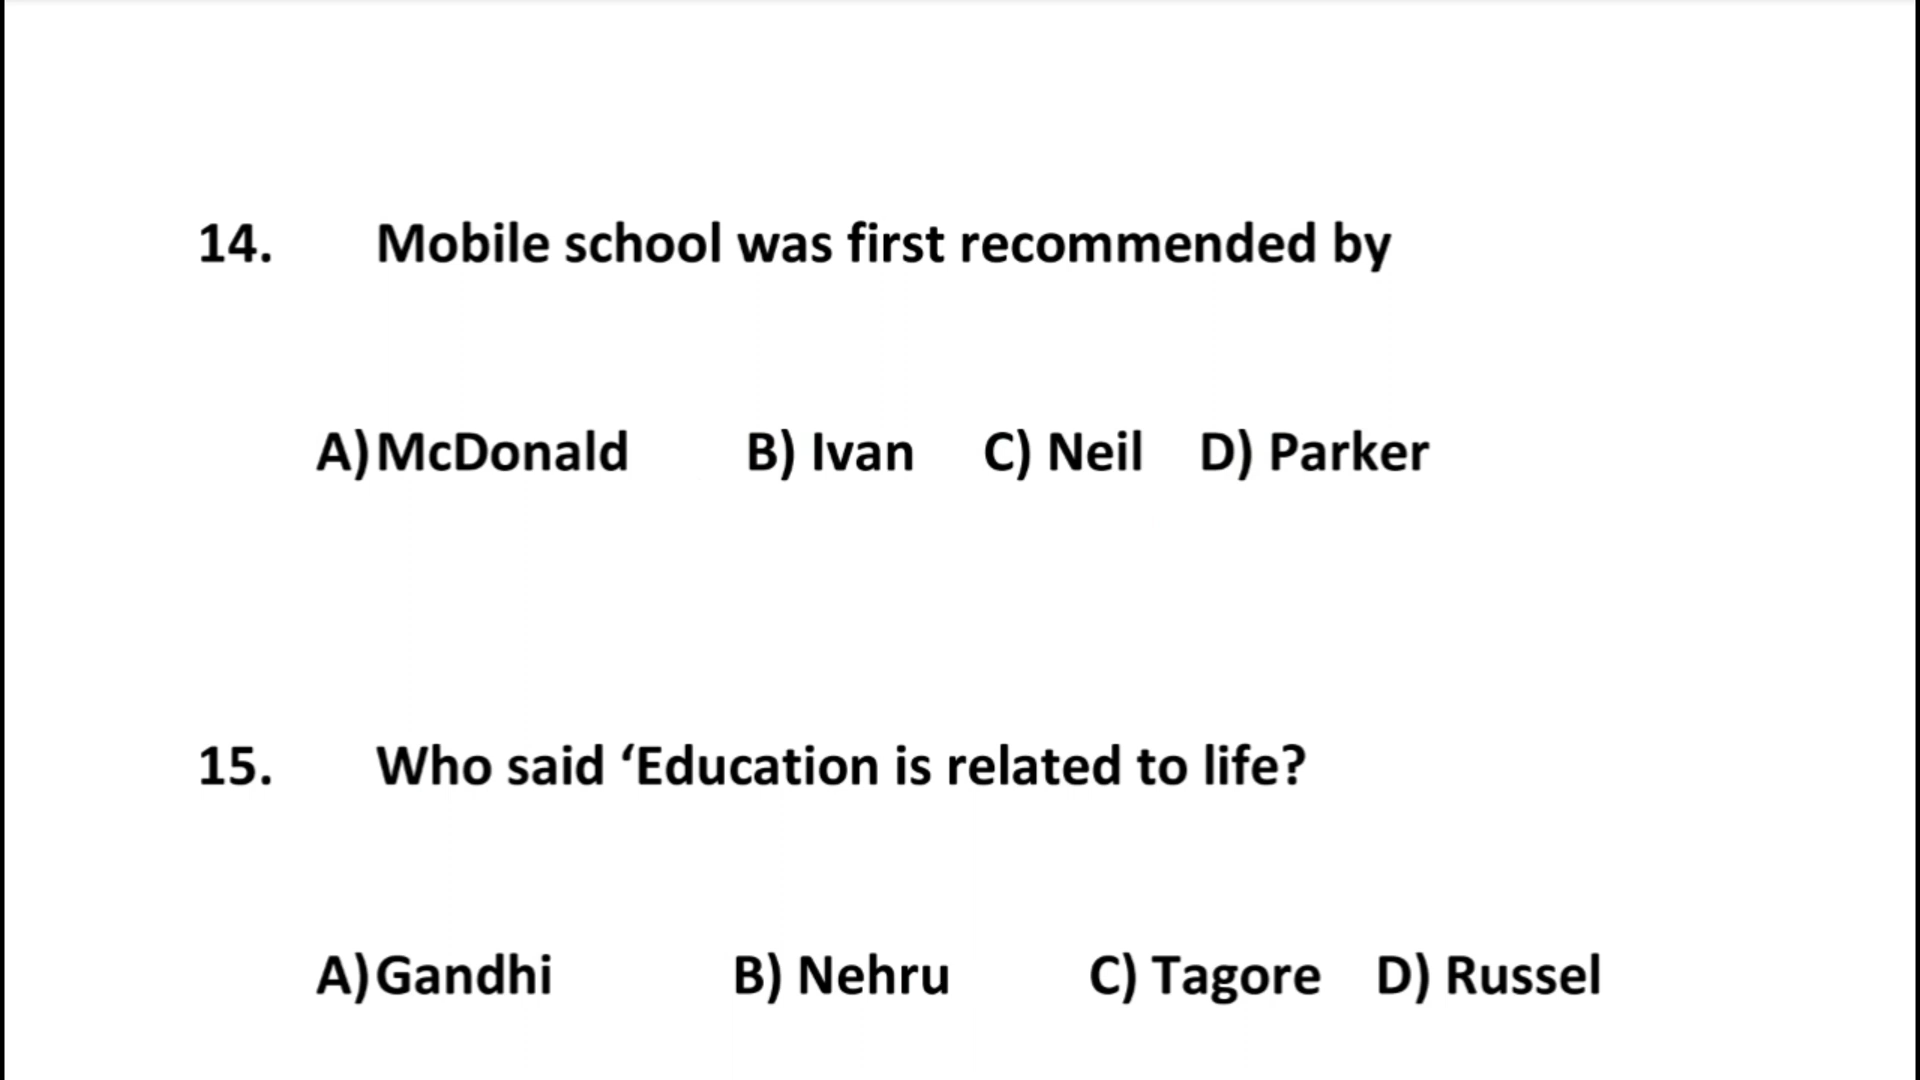 14. Mobile school was first recommended by
A) McDonald B) Ivan C) Neil D) Parker
15. Who said ‘Education is related to life?
A) Gandhi B) Nehru C) Tagore D) Russel